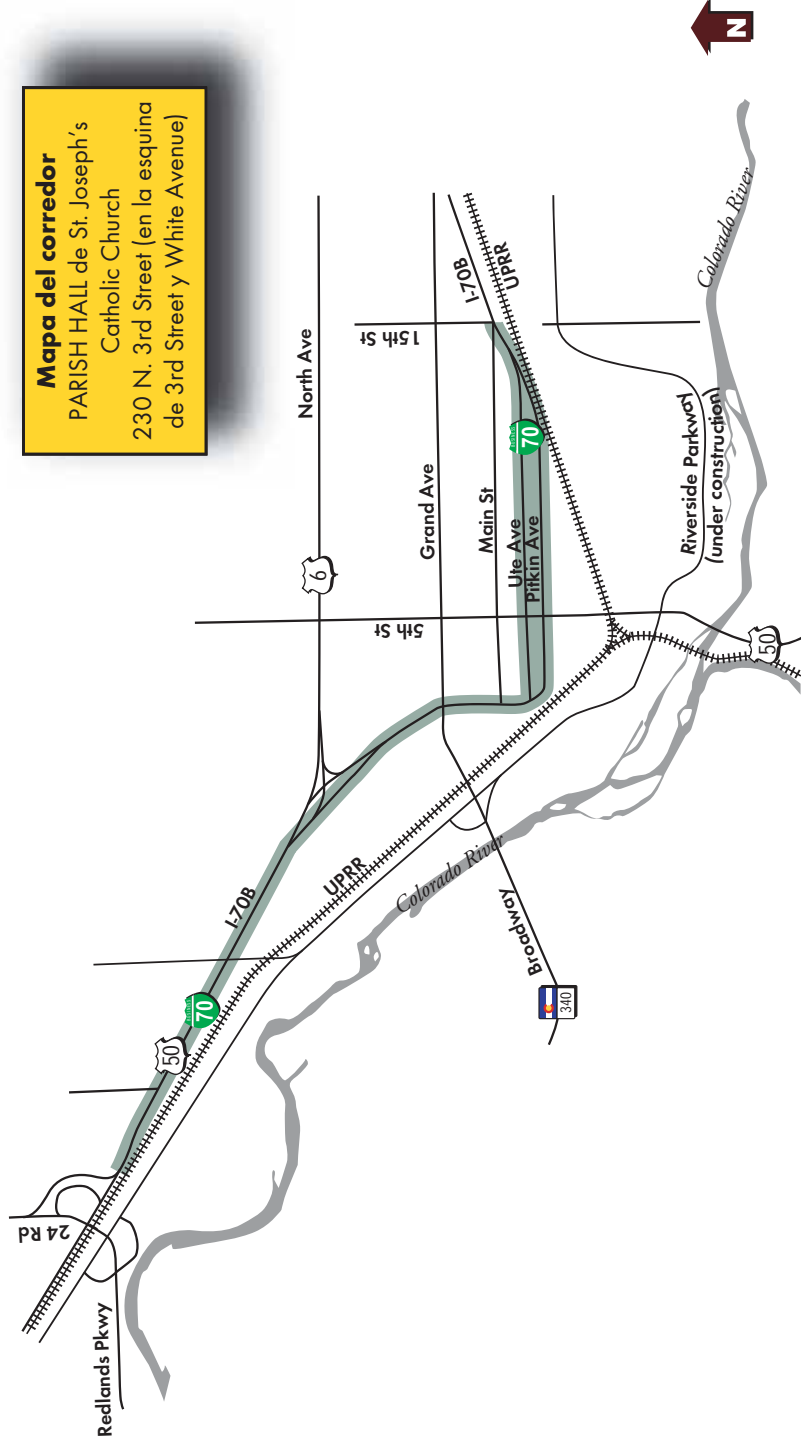 Mapa del corredor
PARISH HALL de St. Joseph's
Catholic Church
230 N. 3rd Street (en la esquina
de 3rd Street y White Avenue)
N
24 Rd
Redlands Pkwy
50
70
I-70B
UPRR
Colorado River
Broadway
340
6
North Ave
5th St
Grand Ave
Main St
Ute Ave
Pitkin Ave
70
15th St
I-70B
UPRR
Riverside Parkway
(under construction)
50
Colorado River